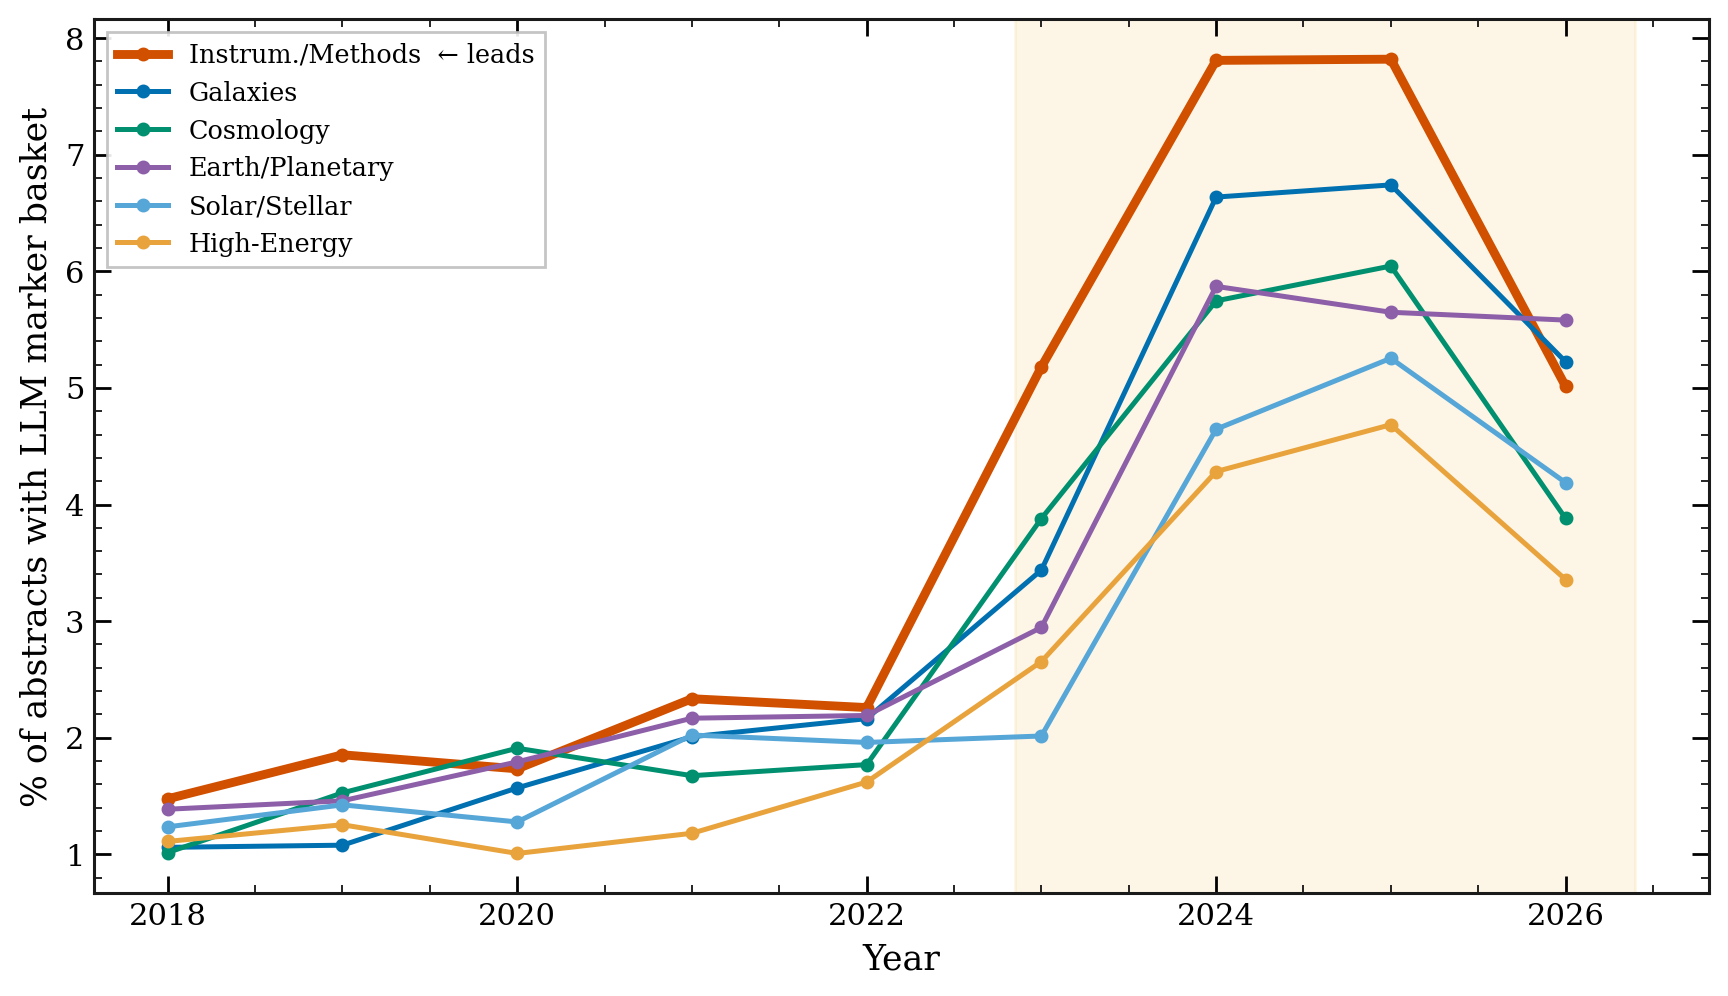 8
7
6
5
4
3
2
1
% of abstracts with LLM marker basket
Instrum./Methods ← leads
Galaxies
Cosmology
Earth/Planetary
Solar/Stellar
High-Energy
2018 2020 2022 2024 2026
Year